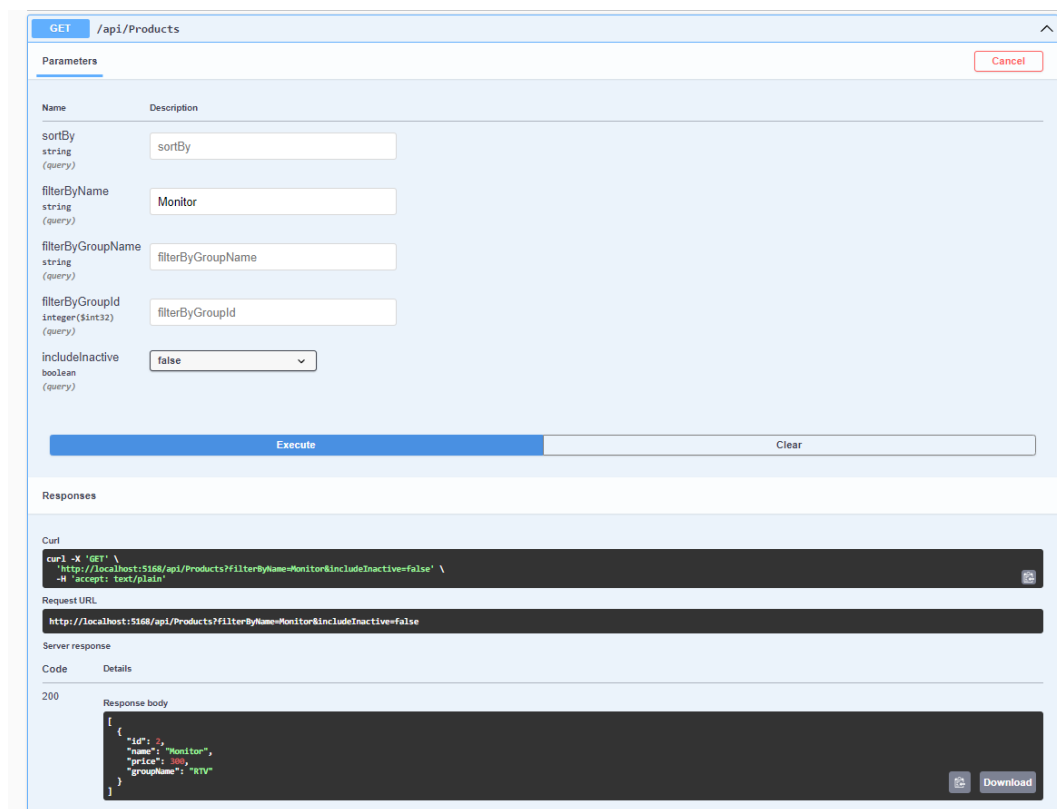 GET /api/Products
Parameters
Cancel
Name Description
sortBy
string
(query)
sortBy
filterByName
string
(query)
Monitor
filterByGroupName
string
(query)
filterByGroupName
filterByGroupId
integer($int32)
(query)
filterByGroupId
includeInactive
boolean
(query)
false
Execute Clear
Responses
Curl
curl -X 'GET' \
'http://localhost:5168/api/Products?filterByName=Monitor&includeInactive=false' \
-H 'accept: text/plain'
Request URL
http://localhost:5168/api/Products?filterByName=Monitor&includeInactive=false
Server response
Code Details
200
Response body
[
{
"id": 2,
"name": "Monitor",
"price": 300,
"groupName": "RTV"
}
]
Download